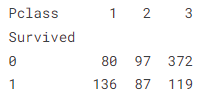 Pclass 1 2 3
Survived
0 80 97 372
1 136 87 119